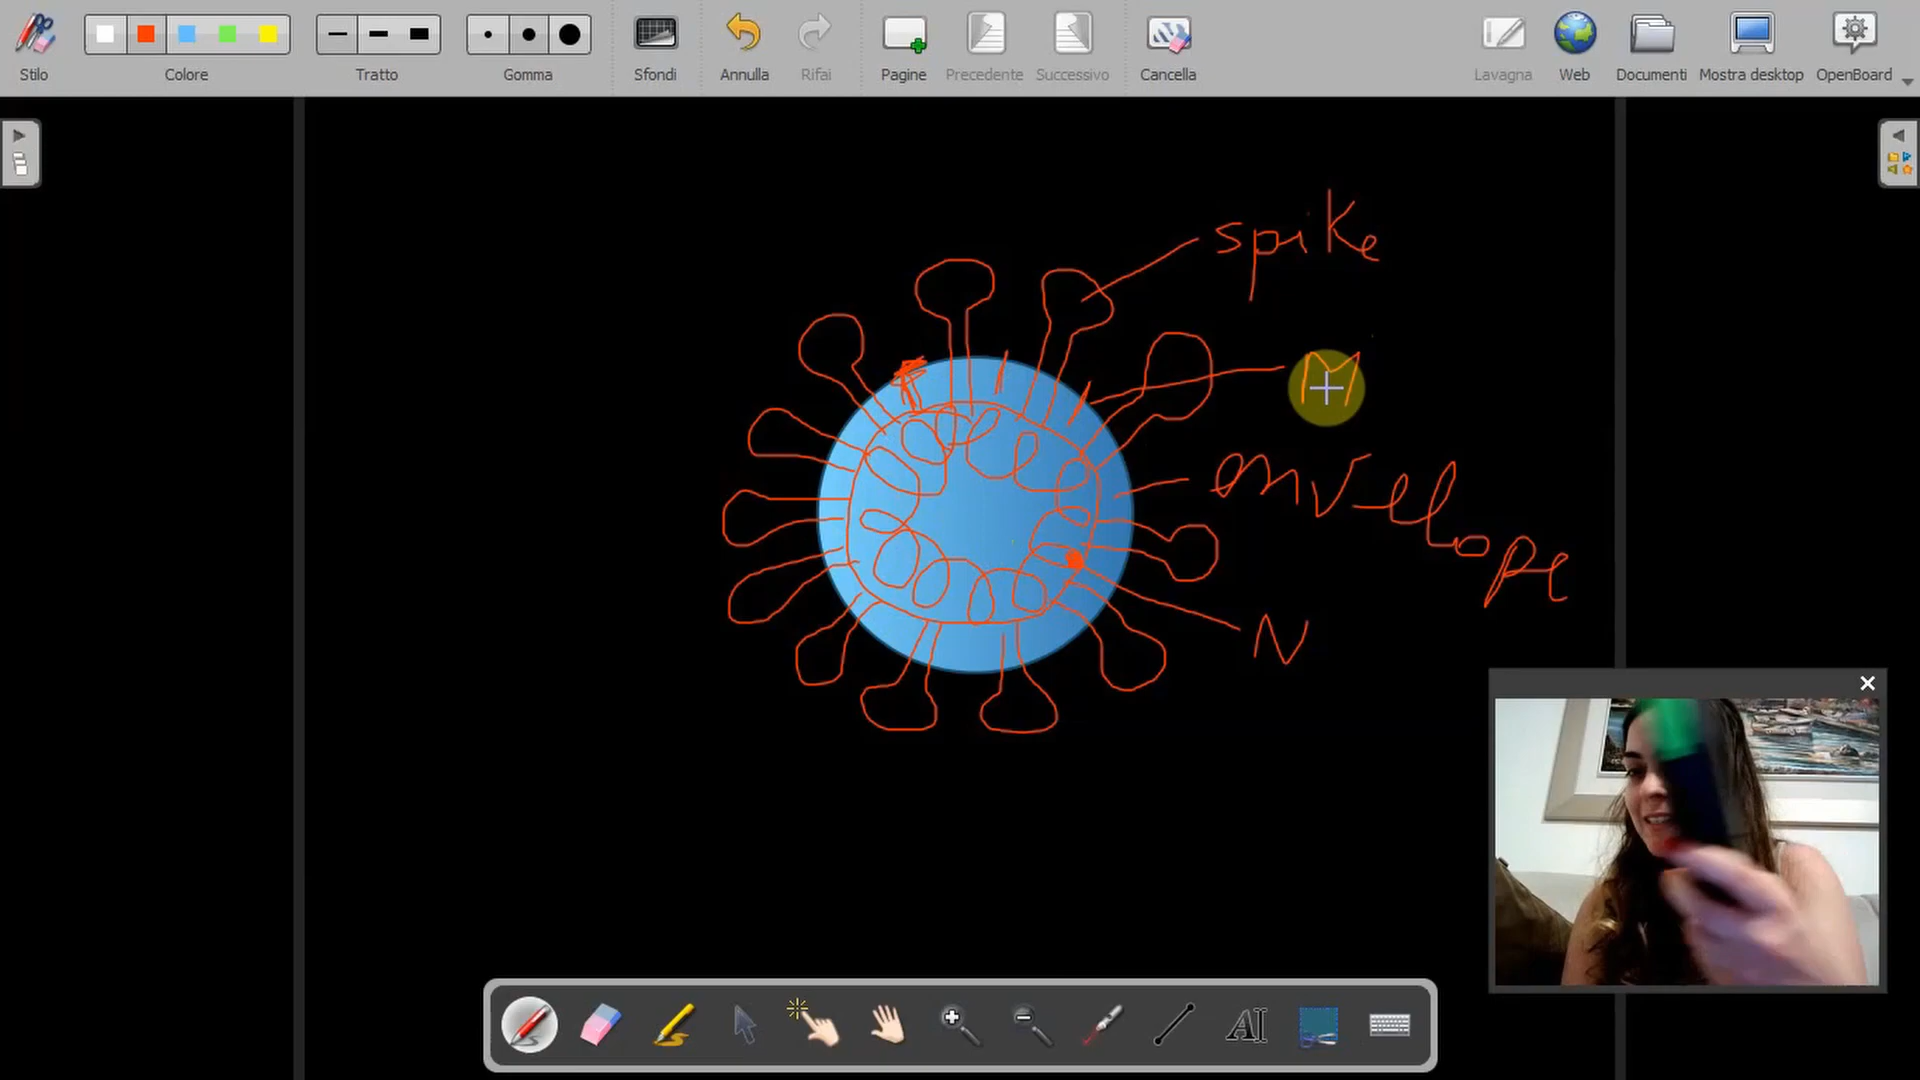 Stilo
Colore
Tratto
Gomma
Sfondi
Annulla
Rifai
Pagine
Precedente
Successivo
Cancella
Lavagna
Web
Documenti
Mostra desktop
OpenBoard
spike
M
envelope
N